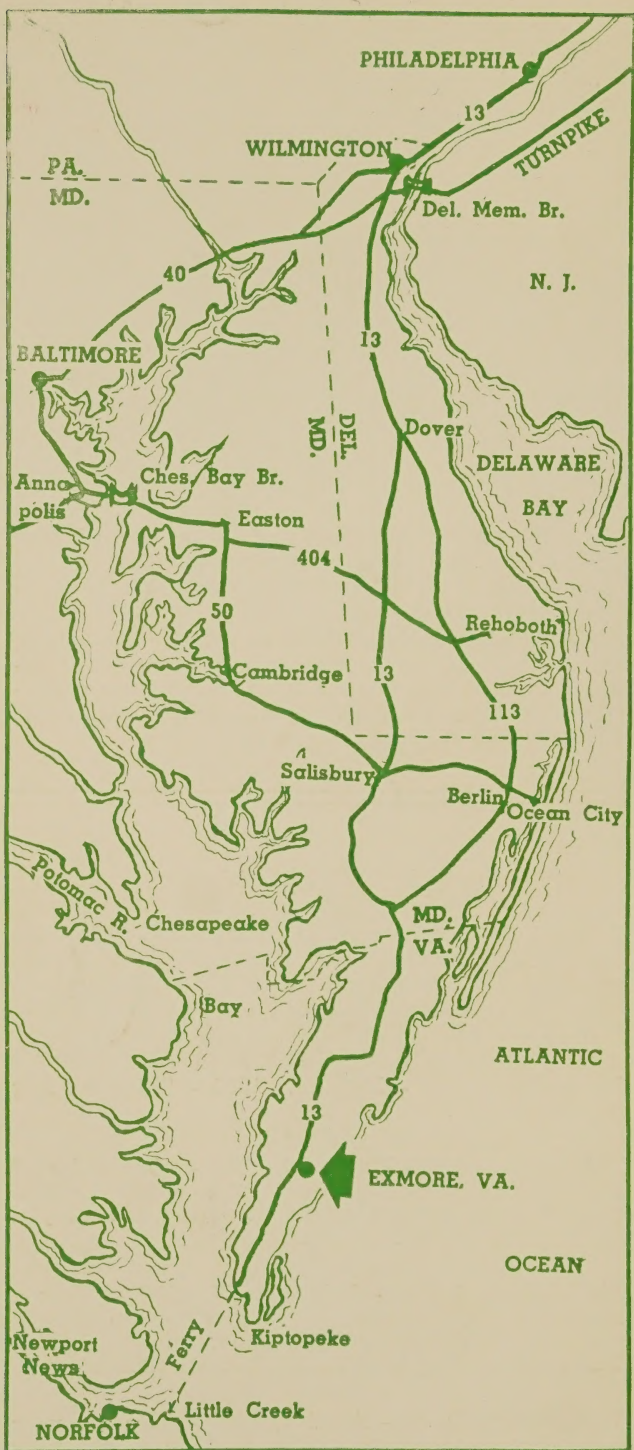 PHILADELPHIA
13
WILMINGTON
TURNPIKE
PA.
MD.
Del. Mem. Br.
40
N. J.
13
BALTIMORE
DEL.
MD.
Dover
DELAWARE
BAY
Anna
polis
Ches. Bay Br.
Easton
404
50
Rehoboth
Cambridge
13
113
Salisbury
Berlin
Ocean City
Potomac R.
Chesapeake
MD.
VA.
Bay
ATLANTIC
13
EXMORE, VA.
OCEAN
Ferry
Kiptopeke
Newport
News
Little Creek
NORFOLK